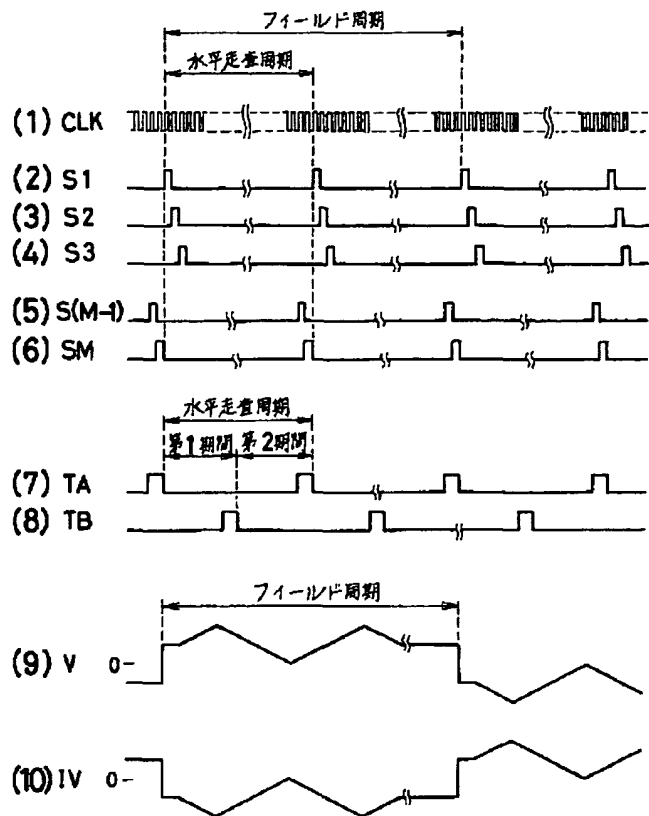 フィールド周期
水平走査周期
(1) CLK
(2) S1
(3) S2
(4) S3
(5) S(M-1)
(6) SM
水平走査周期
第1期間 第2期間
(7) TA
(8) TB
フィールド周期
(9) V 0-
(10) IV 0-